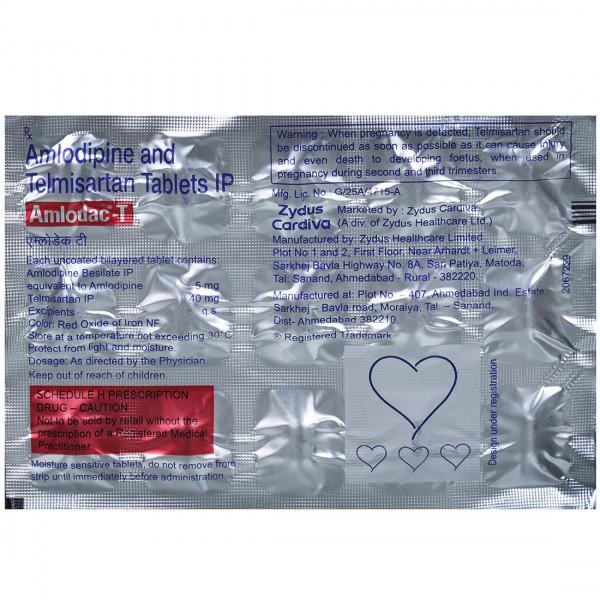 Rx
Amlodipine and
Telmisartan Tablets IP
Amlodac®-T
एम्लोडेक टी
Each uncoated bilayered tablet contains:
Amlodipine Besilate IP
equivalent to Amlodipine 5 mg
Telmisartan IP 40 mg
Excipients q.s.
Color: Red Oxide of Iron NF
Store at a temperature not exceeding 30°C
Protect from light and moisture
Dosage: As directed by the Physician
Keep out of reach of children
SCHEDULE H PRESCRIPTION
DRUG – CAUTION
Not to be sold by retail without the
prescription of a Registered Medical
Practitioner.
Moisture sensitive tablets, do not remove from
strip until immediately before administration
Warning : When pregnancy is detected, Telmisartan should
be discontinued as soon as possible as it can cause injury
and even death to developing foetus, when used in
pregnancy during second and third trimesters.
Mfg. Lic. No.:
Zydus
Cardiva
Marketed by : Zydus Cardiva
(A div. of Zydus Healthcare Ltd.)
Manufactured by: Zydus Healthcare Limited
Plot No 1 and 2, First Floor, Near Arhardt + Leimer,
Sarkhej Bavla Highway No. 8A, San Patiya, Matoda,
Tal: Sanand, Ahmedabad - Rural - 382220.
Manufactured at: Plot No – 407, Ahmedabad Ind. Estate,
Sarkhej – Bavla road, Moraiya, Tal. – Sanand,
Dist- Ahmedabad 382210.
® Registered Trademark
Design under registration
2067229